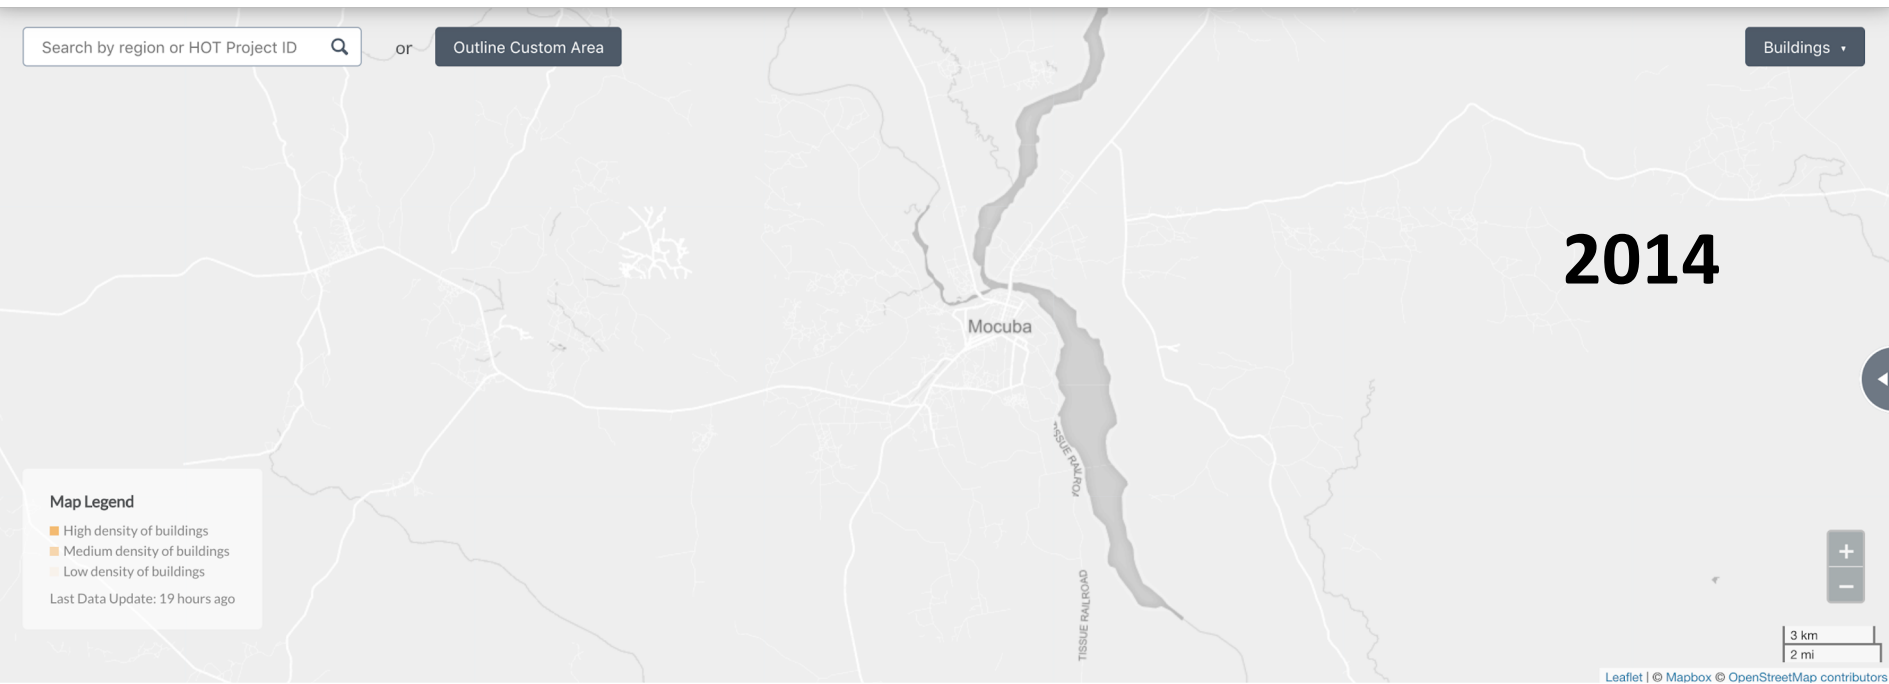 Search by region or HOT Project ID
or
Outline Custom Area
Buildings ▾
2014
Mocuba
TISSUE RAILROAD
Map Legend
High density of buildings
Medium density of buildings
Low density of buildings
Last Data Update: 19 hours ago
+
−
3 km
2 mi
Leaflet | © Mapbox © OpenStreetMap contributors